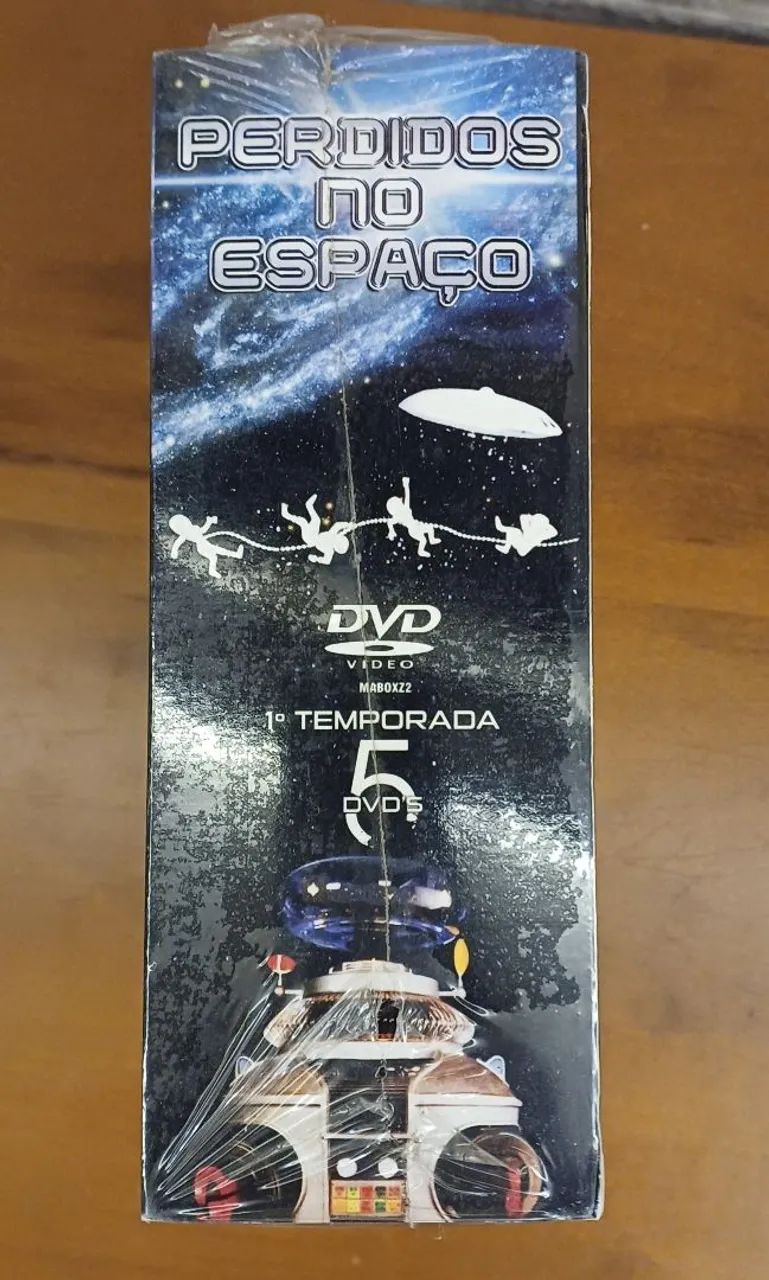 PERDIDOS
NO
ESPAÇO
DVD
VIDEO
MABOXZ2
1º TEMPORADA
5
DVD'S